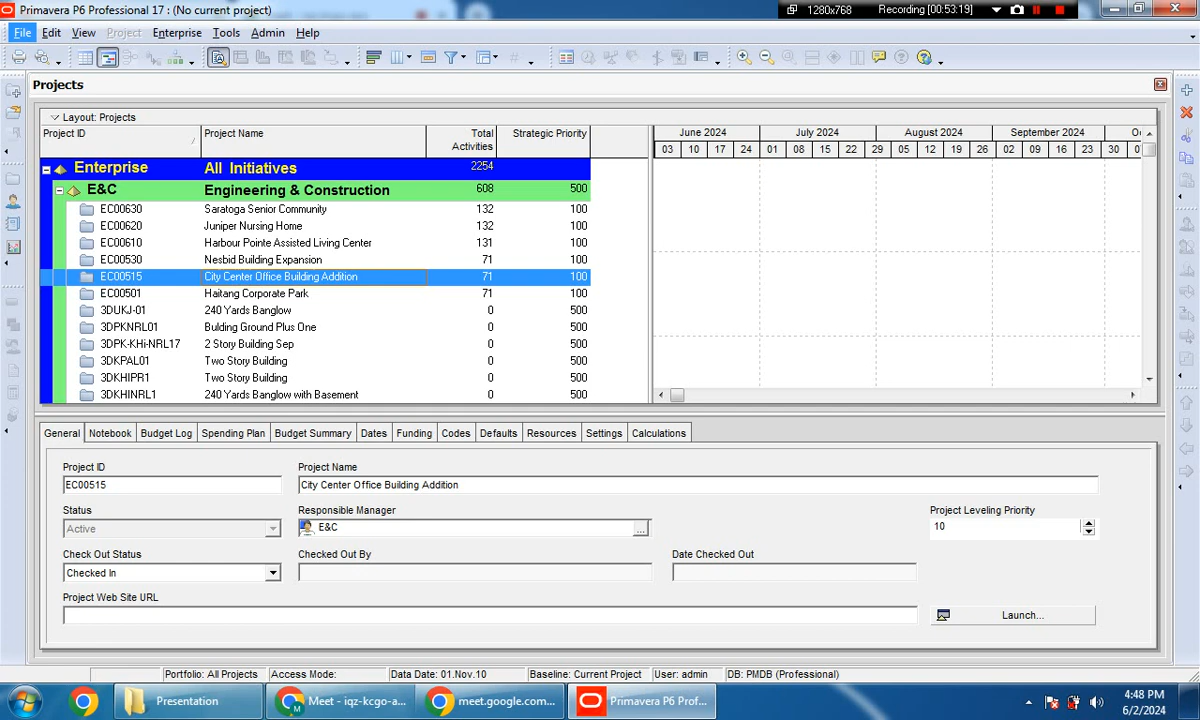 Primavera P6 Professional 17 : (No current project)
1280x768
Recording [00:53:19]
File Edit View Project Enterprise Tools Admin Help
Projects
Layout: Projects
Project ID
Project Name
Total Activities
Strategic Priority
June 2024 July 2024 August 2024 September 2024
03 10 17 24 01 08 15 22 29 05 12 19 26 02 09 16 23 30
Enterprise All Initiatives 2254
E&C Engineering & Construction 608 500
EC00630 Saratoga Senior Community 132 100
EC00620 Juniper Nursing Home 132 100
EC00610 Harbour Pointe Assisted Living Center 131 100
EC00530 Nesbid Building Expansion 71 100
EC00515 City Center Office Building Addition 71 100
EC00501 Haitang Corporate Park 71 100
3DUKJ-01 240 Yards Banglow 0 500
3DPKNRL01 Bulding Ground Plus One 0 500
3DPK-KHi-NRL17 2 Story Building Sep 0 500
3DKPAL01 Two Story Building 0 500
3DKHIPR1 Two Story Building 0 500
3DKHINRL1 240 Yards Banglow with Basement 0 500
General Notebook Budget Log Spending Plan Budget Summary Dates Funding Codes Defaults Resources Settings Calculations
Project ID
Project Name
EC00515
City Center Office Building Addition
Status
Responsible Manager
Project Leveling Priority
Active
E&C
...
10
Check Out Status
Checked Out By
Date Checked Out
Checked In
Project Web Site URL
Launch...
Portfolio: All Projects Access Mode: Data Date: 01.Nov.10 Baseline: Current Project User: admin DB: PMDB (Professional)
Presentation
Meet - iqz-kcgo-a...
meet.google.com...
Primavera P6 Prof...
4:48 PM
6/2/2024